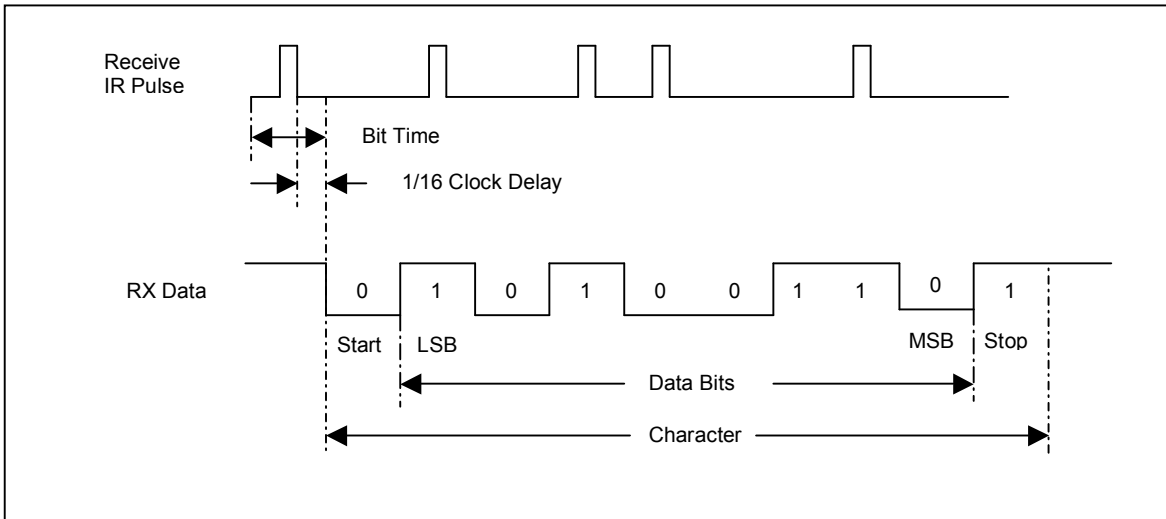 Receive
IR Pulse
Bit Time
1/16 Clock Delay
RX Data
0 1 0 1 0 0 1 1 0 1
Start LSB MSB Stop
Data Bits
Character